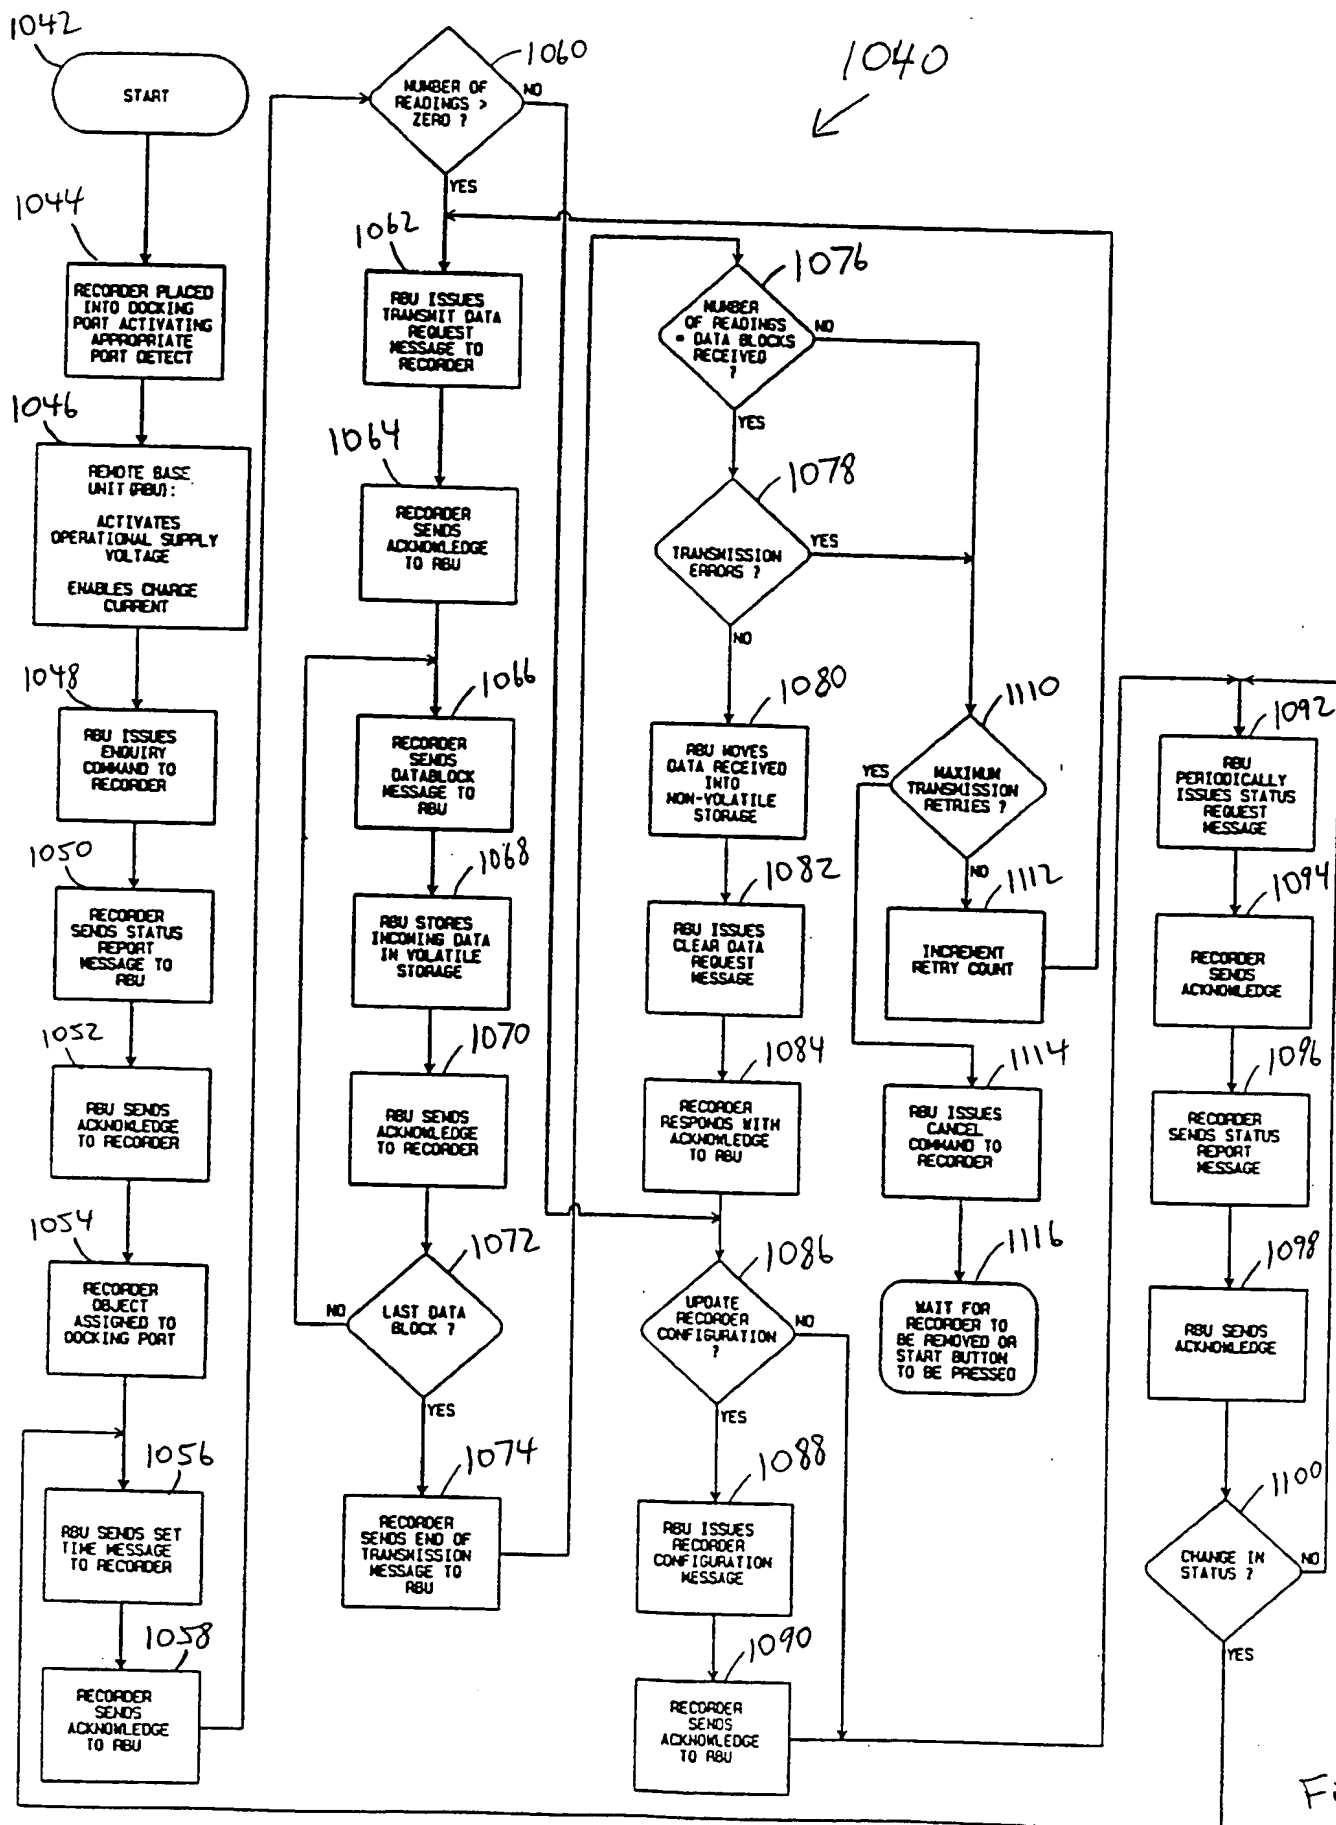 1042
START
1044
RECORDER PLACED
INTO DOCKING
PORT ACTIVATING
APPROPRIATE
PORT DETECT
1046
REMOTE BASE
UNIT (RBU):
ACTIVATES
OPERATIONAL SUPPLY
VOLTAGE
ENABLES CHARGE
CURRENT
1048
RBU ISSUES
ENQUIRY
COMMAND TO
RECORDER
1050
RECORDER
SENDS STATUS
REPORT
MESSAGE TO
RBU
1052
RBU SENDS
ACKNOWLEDGE
TO RECORDER
1054
RECORDER
OBJECT
ASSIGNED TO
DOCKING PORT
1056
RBU SENDS SET
TIME MESSAGE
TO RECORDER
1058
RECORDER
SENDS
ACKNOWLEDGE
TO RBU
1060
NUMBER OF
READINGS >
ZERO ?
NO
YES
1062
RBU ISSUES
TRANSMIT DATA
REQUEST
MESSAGE TO
RECORDER
1064
RECORDER
SENDS
ACKNOWLEDGE
TO RBU
1066
RECORDER
SENDS
DATABLOCK
MESSAGE TO
RBU
1068
RBU STORES
INCOMING DATA
IN VOLATILE
STORAGE
1070
RBU SENDS
ACKNOWLEDGE
TO RECORDER
1072
LAST DATA
BLOCK ?
NO
YES
1074
RECORDER
SENDS END OF
TRANSMISSION
MESSAGE TO
RBU
1040
1076
NUMBER
OF READINGS
= DATA BLOCKS
RECEIVED
?
NO
YES
1078
TRANSMISSION
ERRORS ?
YES
NO
1080
RBU MOVES
DATA RECEIVED
INTO
NON-VOLATILE
STORAGE
1082
RBU ISSUES
CLEAR DATA
REQUEST
MESSAGE
1084
RECORDER
RESPONDS WITH
ACKNOWLEDGE
TO RBU
1086
UPDATE
RECORDER
CONFIGURATION
?
NO
YES
1088
RBU ISSUES
RECORDER
CONFIGURATION
MESSAGE
1090
RECORDER
SENDS
ACKNOWLEDGE
TO RBU
1110
MAXIMUM
TRANSMISSION
RETRIES ?
YES
NO
1112
INCREMENT
RETRY COUNT
1114
RBU ISSUES
CANCEL
COMMAND TO
RECORDER
1116
WAIT FOR
RECORDER TO
BE REMOVED OR
START BUTTON
TO BE PRESSED
1092
RBU
PERIODICALLY
ISSUES STATUS
REQUEST
MESSAGE
1094
RECORDER
SENDS
ACKNOWLEDGE
1096
RECORDER
SENDS STATUS
REPORT
MESSAGE
1098
RBU SENDS
ACKNOWLEDGE
1100
CHANGE IN
STATUS ?
NO
YES